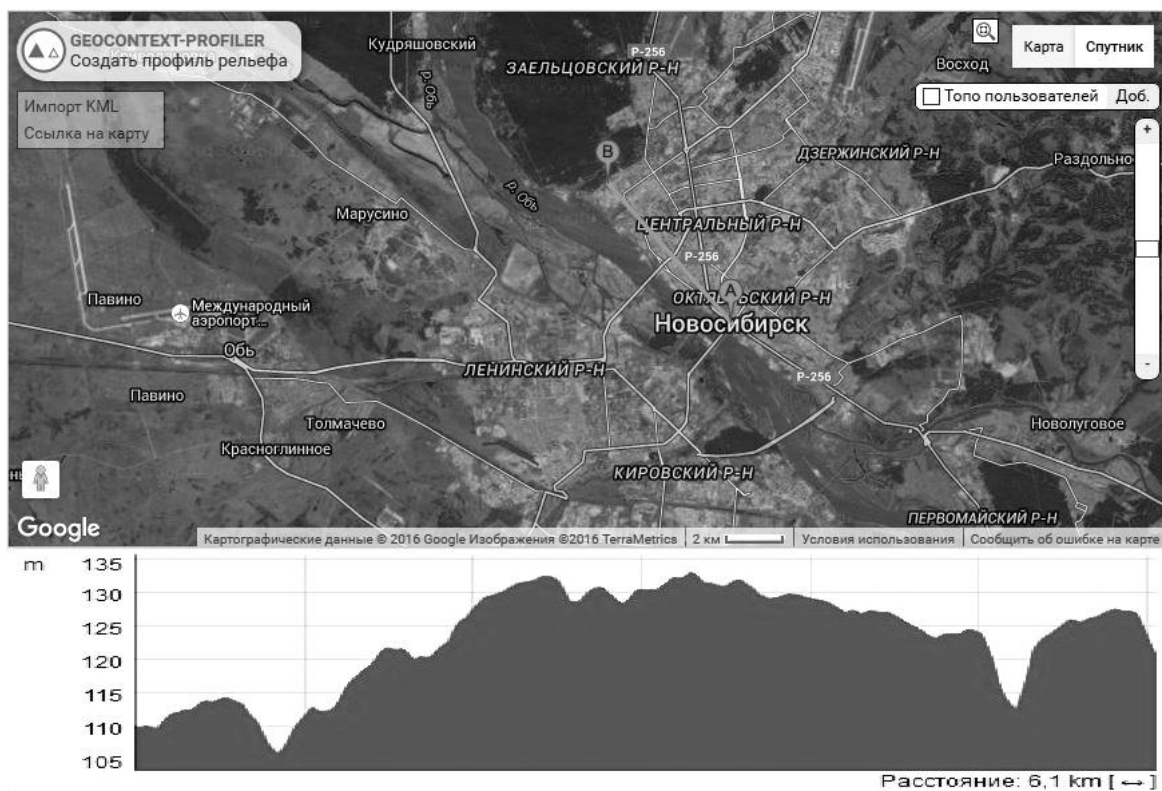 GEOCONTEXT-PROFILER
Создать профиль рельефа
Импорт KML
Ссылка на карту
Кудряшовский
р. Обь
Р-256
ЗАЕЛЬЦОВСКИЙ Р-Н
Восход
Карта Спутник
Топо пользователей Доб.
+
B
ДЗЕРЖИНСКИЙ Р-Н
Раздольно
р. Обь
Марусино
ЦЕНТРАЛЬНЫЙ Р-Н
Р-256
A
Павино
Международный
аэропорт...
Новосибирск
Обь
ЛЕНИНСКИЙ Р-Н
Р-256
-
Павино
Толмачево
Красноглинное
Новолуговое
КИРОВСКИЙ Р-Н
ПЕРВОМАЙСКИЙ Р-Н
Google
Картографические данные © 2016 Google Изображения ©2016 TerraMetrics 2 км Условия использования Сообщить об ошибке на карте
m
135
130
125
120
115
110
105
Расстояние: 6,1 km [ ↔ ]